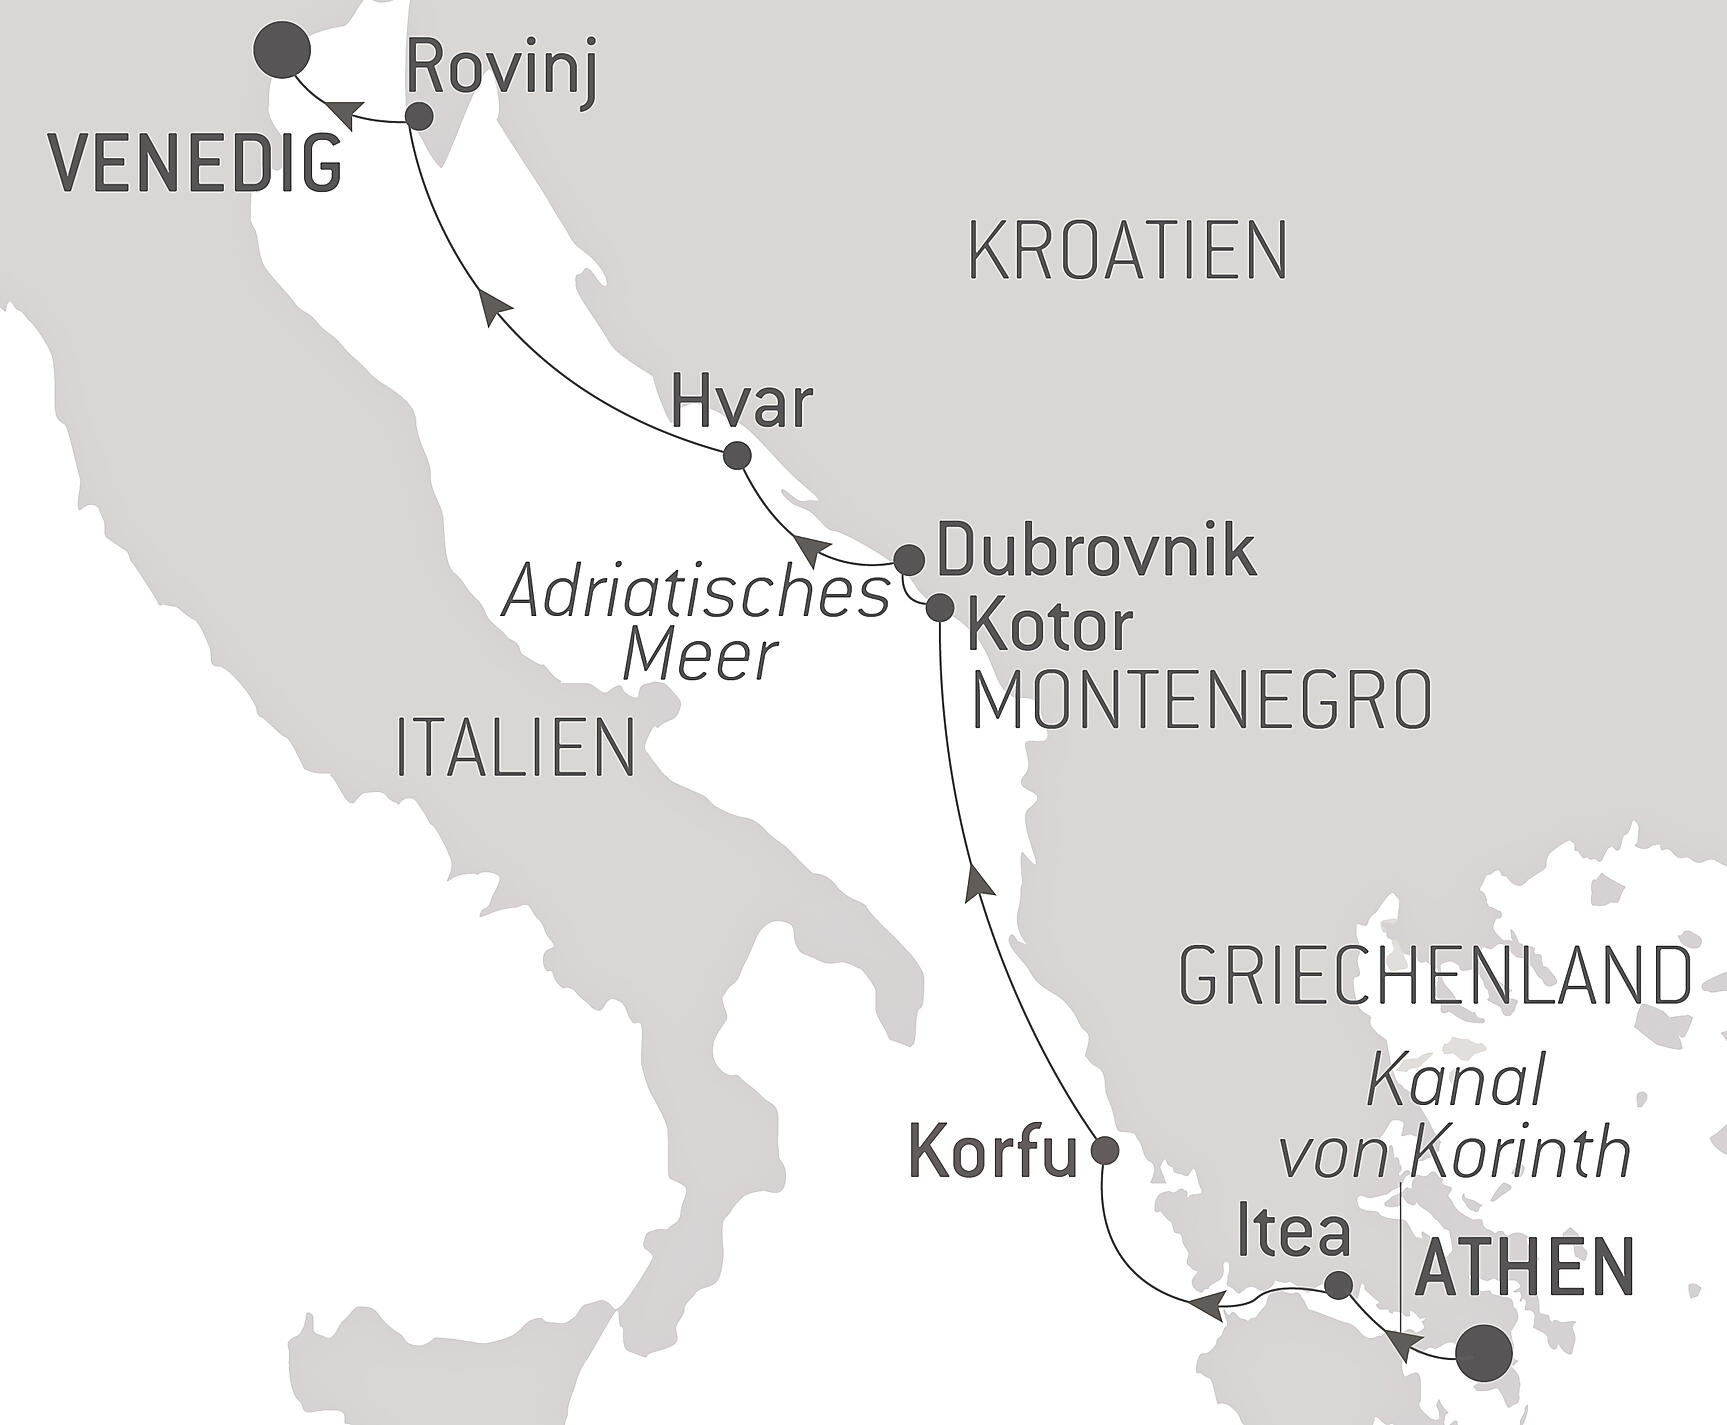 Rovinj
VENEDIG
KROATIEN
Hvar
Dubrovnik
Adriatisches
Meer
Kotor
MONTENEGRO
ITALIEN
GRIECHENLAND
Kanal
von Korinth
Korfu
Itea
ATHEN